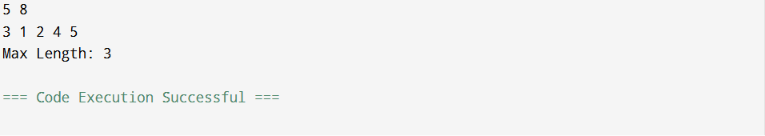 5 8
3 1 2 4 5
Max Length: 3
=== Code Execution Successful ===